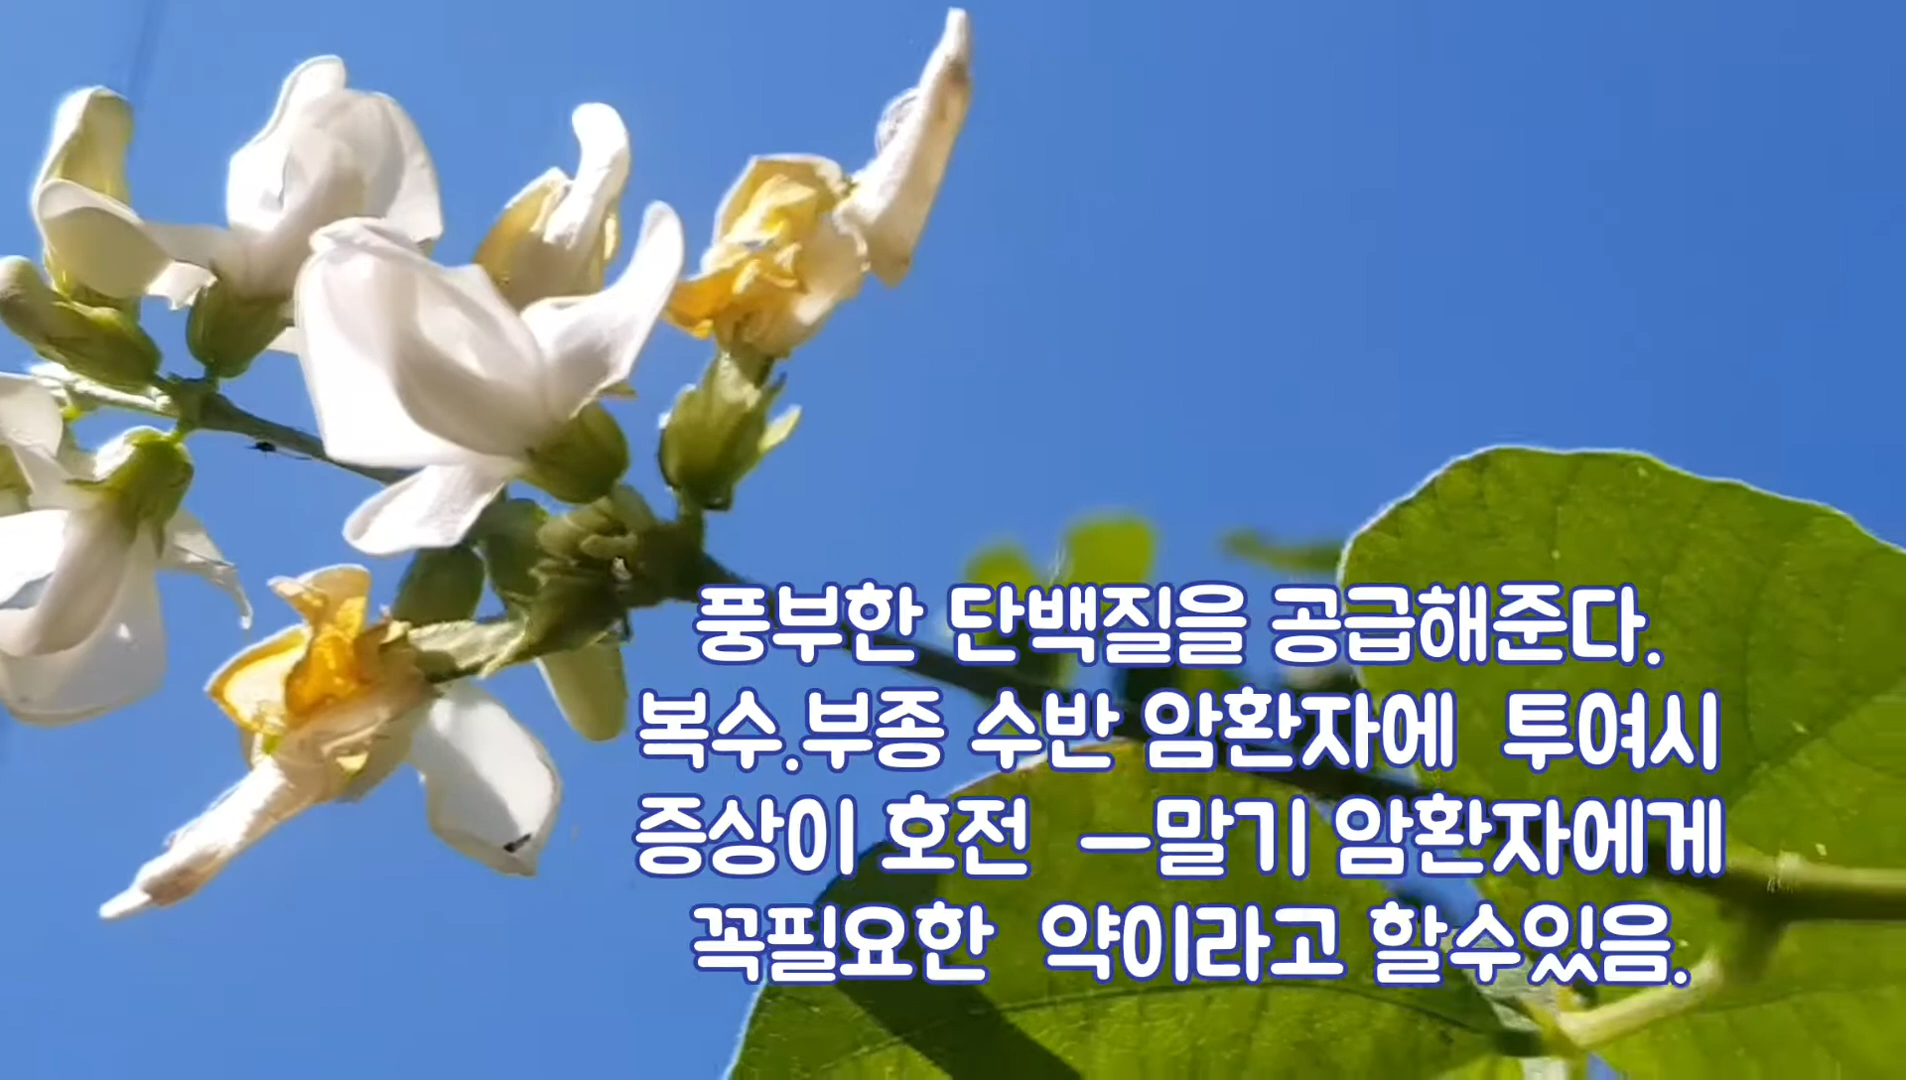 풍부한 단백질을 공급해준다.
복수.부종 수반 암환자에 투여시
증상이 호전 –말기 암환자에게
꼭필요한 약이라고 할수있음.